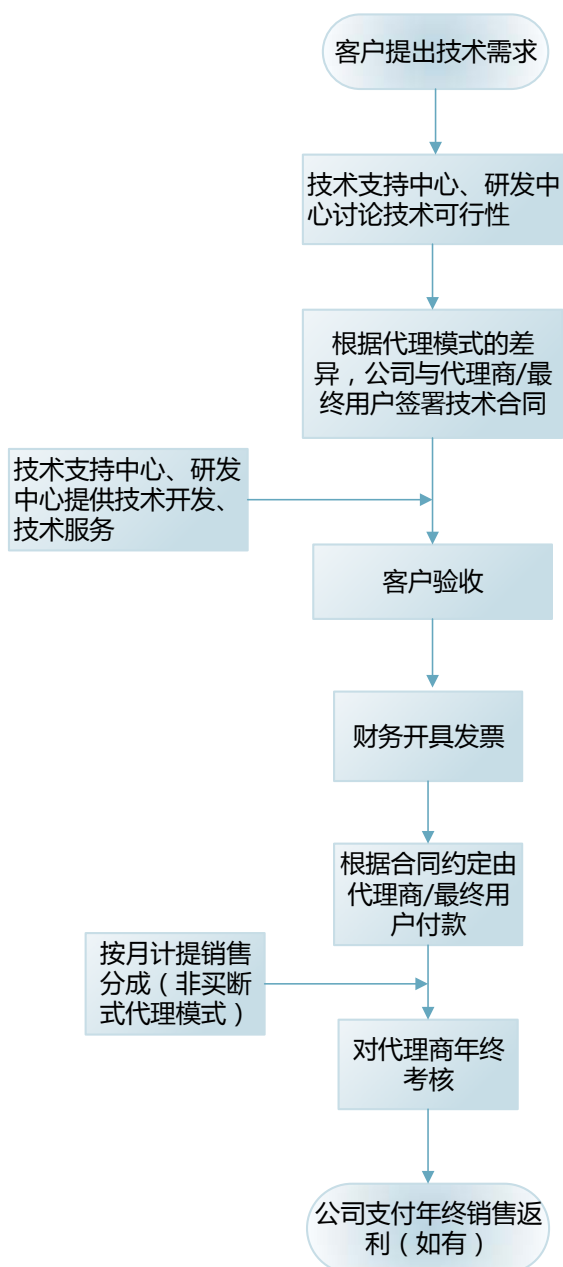 客户提出技术需求
技术支持中心、研发中
心讨论技术可行性
根据代理模式的差
异，公司与代理商/最
终用户签署技术合同
技术支持中心、研发
中心提供技术开发、
技术服务
客户验收
财务开具发票
根据合同约定由
代理商/最终用
户付款
按月计提销售
分成（非买断
式代理模式）
对代理商年终
考核
公司支付年终销售返
利（如有）